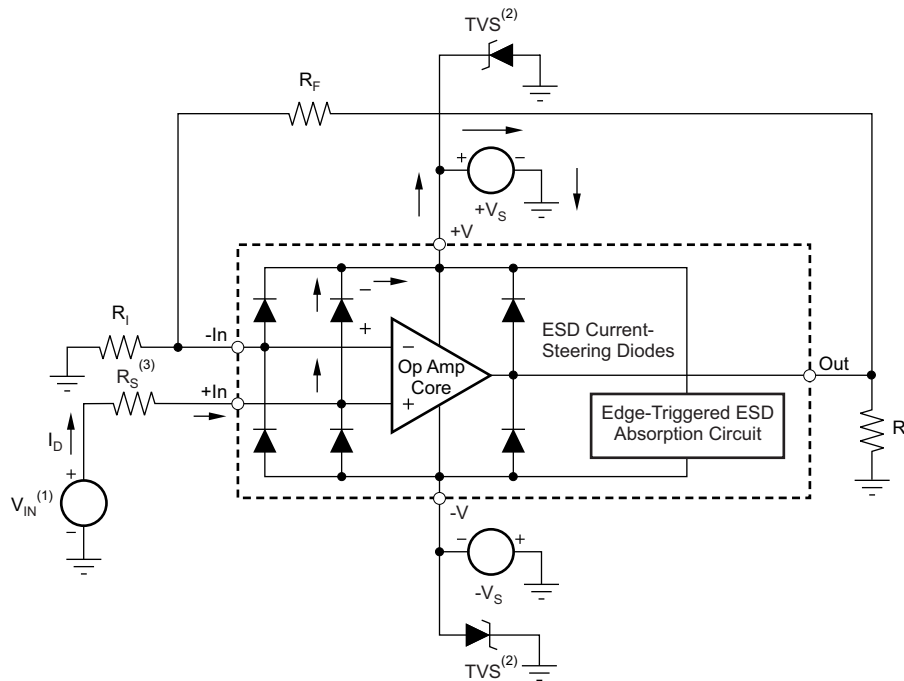 TVS(2)
RF
+ −
+VS
+V
−
+
RI
-In
RS(3)
+In
ID
+
VIN(1)
−
−
Op Amp
Core
+
ESD Current-
Steering Diodes
Out
Edge-Triggered ESD
Absorption Circuit
R
-V
− +
-VS
TVS(2)